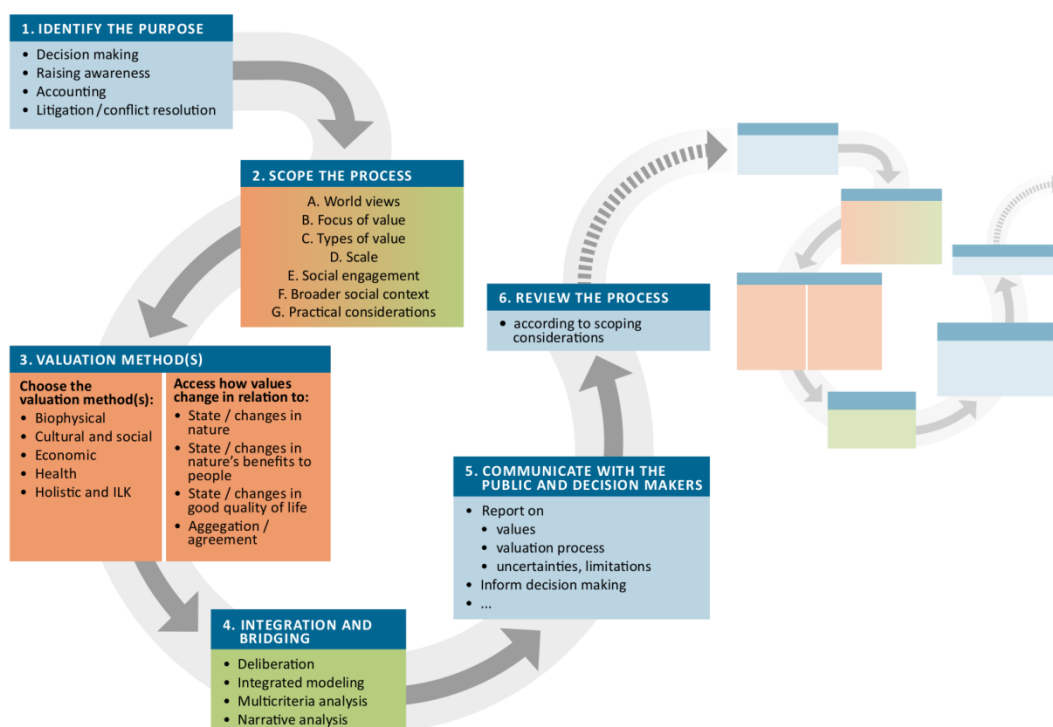 1. IDENTIFY THE PURPOSE
• Decision making
• Raising awareness
• Accounting
• Litigation / conflict resolution
2. SCOPE THE PROCESS
A. World views
B. Focus of value
C. Types of value
D. Scale
E. Social engagement
F. Broader social context
G. Practical considerations
3. VALUATION METHOD(S)
Choose the
valuation method(s):
• Biophysical
• Cultural and social
• Economic
• Health
• Holistic and ILK
Access how values
change in relation to:
• State / changes in
nature
• State / changes in
nature's benefits to
people
• State / changes in
good quality of life
• Aggegation /
agreement
4. INTEGRATION AND
BRIDGING
• Deliberation
• Integrated modeling
• Multicriteria analysis
• Narrative analysis
5. COMMUNICATE WITH THE
PUBLIC AND DECISION MAKERS
• Report on
• values
• valuation process
• uncertainties, limitations
• Inform decision making
• ...
6. REVIEW THE PROCESS
• according to scoping
considerations